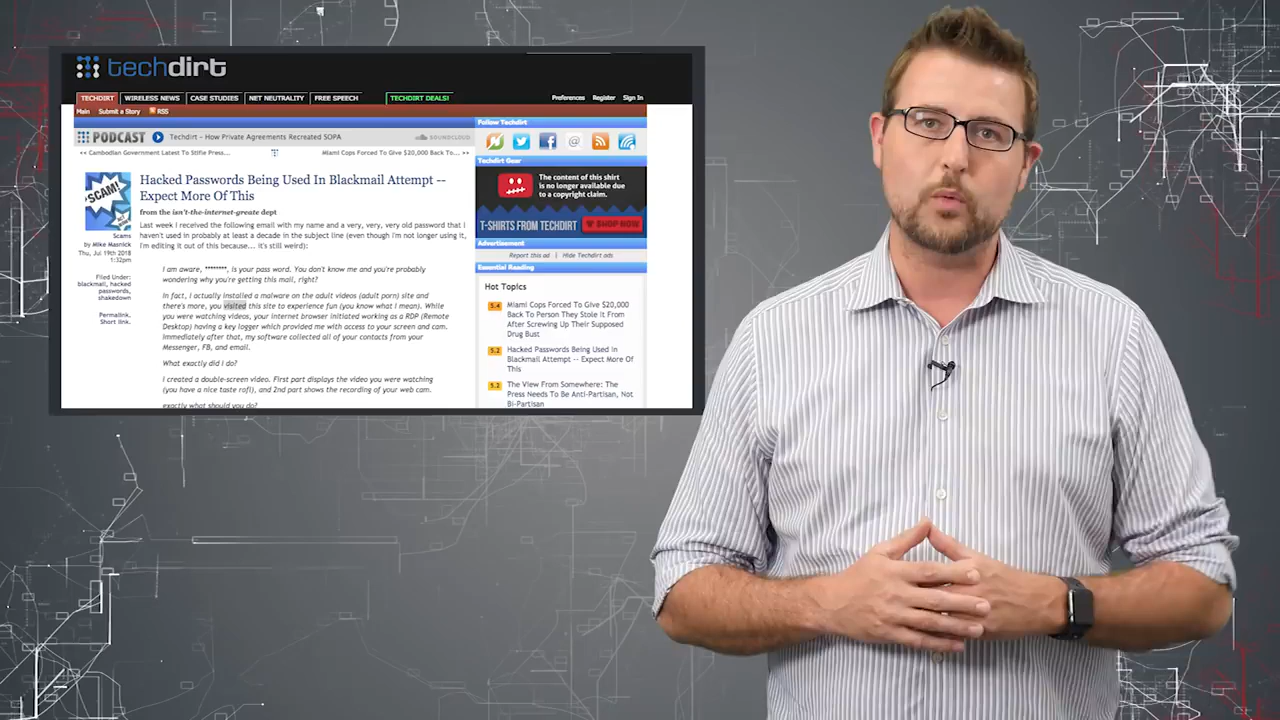 techdirt
TECHDIRT WIRELESS NEWS CASE STUDIES NET NEUTRALITY FREE SPEECH TECHDIRT DEALS! Preferences Register Sign In
Main Submit a Story RSS
PODCAST Techdirt - How Private Agreements Recreated SOPA SOUNDCLOUD
<< Cambodian Government Latest To Stifle Press... Miami Cops Forced To Give $20,000 Back To... >>
SCAM!
Scams
by Mike Masnick
Thu, Jul 19th 2018
1:32pm
Filed Under:
blackmail, hacked
passwords,
shakedown
Permalink.
Short link.
Hacked Passwords Being Used In Blackmail Attempt --
Expect More Of This
from the isn't-the-internet-greate dept
Last week I received the following email with my name and a very, very, very old password that I
haven't used in probably at least a decade in the subject line (even though I'm not longer using it,
I'm editing it out of this because... it's still weird):
I am aware, ********, is your pass word. You don't know me and you're probably
wondering why you're getting this mail, right?
In fact, I actually installed a malware on the adult videos (adult porn) site and
there's more, you visited this site to experience fun (you know what I mean). While
you were watching videos, your internet browser initiated working as a RDP (Remote
Desktop) having a key logger which provided me with access to your screen and cam.
Immediately after that, my software collected all of your contacts from your
Messenger, FB, and email.
What exactly did I do?
I created a double-screen video. First part displays the video you were watching
(you have a nice taste rofl), and 2nd part shows the recording of your web cam.
exactly what should you do?
Follow Techdirt
Techdirt Gear
The content of this shirt
is no longer available due
to a copyright claim.
T-SHIRTS FROM TECHDIRT SHOP NOW
Advertisement
Report this ad | Hide Techdirt ads
Essential Reading
Hot Topics
5.4 Miami Cops Forced To Give $20,000
Back To Person They Stole It From
After Screwing Up Their Supposed
Drug Bust
5.2 Hacked Passwords Being Used In
Blackmail Attempt -- Expect More Of
This
5.2 The View From Somewhere: The
Press Needs To Be Anti-Partisan, Not
Bi-Partisan